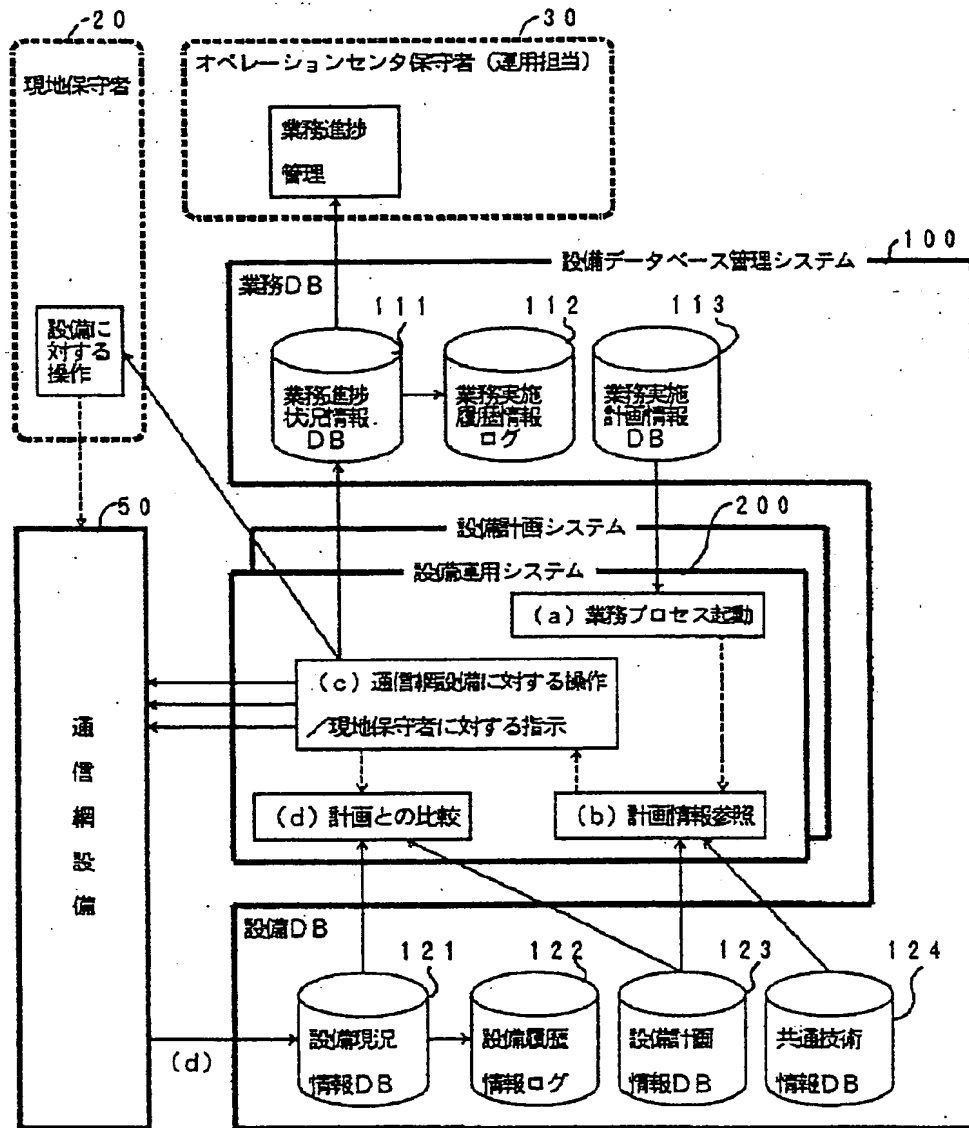 20
現地保守者
設備に
対する
操作
30
オペレーションセンタ保守者（運用担当）
業務進捗
管理
100
設備データベース管理システム
業務DB
111
業務進捗
状況情報
DB
112
業務実施
履歴情報
ログ
113
業務実施
計画情報
DB
50
通信網設備
200
設備計画システム
設備運用システム
(a)業務プロセス起動
(c)通信網設備に対する操作
／現地保守者に対する指示
(d)計画との比較
(b)計画情報参照
設備DB
(d)
121
設備現況
情報DB
122
設備履歴
情報ログ
123
設備計画
情報DB
124
共通技術
情報DB